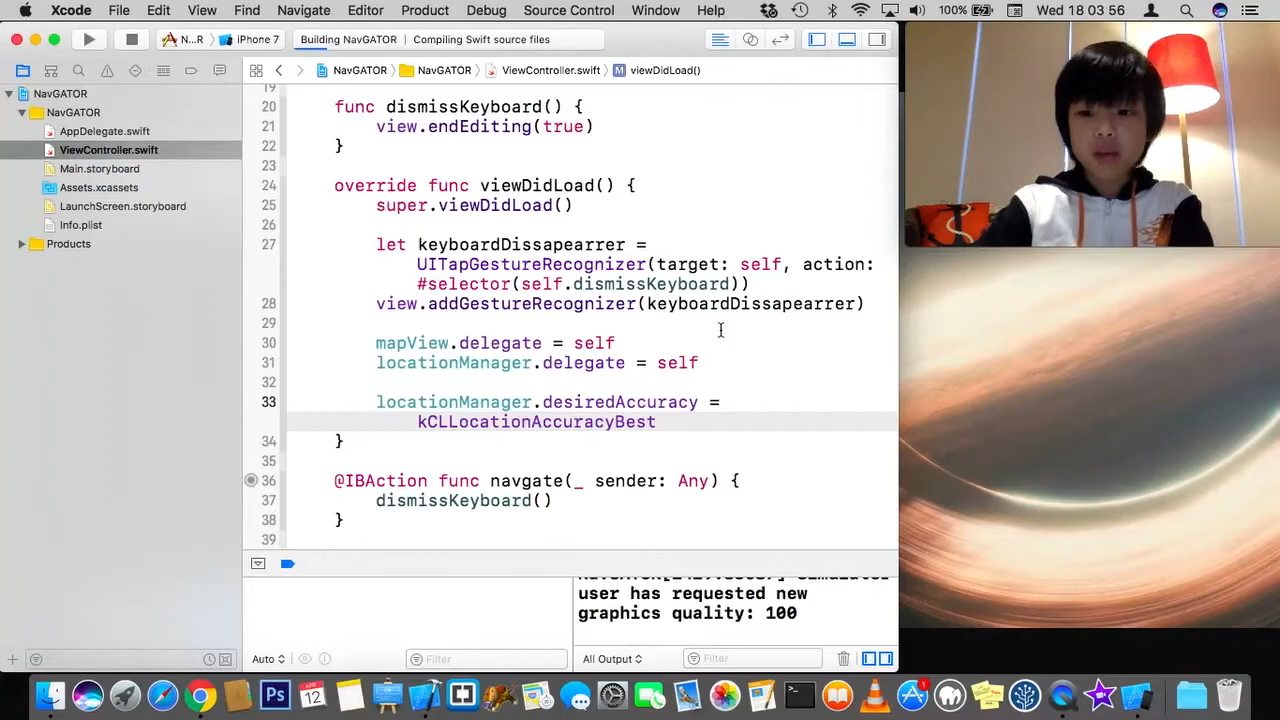 Xcode File Edit View Find Navigate Editor Product Debug Source Control Window Help 100% Wed 18 03 56
N...R iPhone 7 Building NavGATOR Compiling Swift source files
NavGATOR NavGATOR ViewController.swift M viewDidLoad()
NavGATOR
NavGATOR
AppDelegate.swift
ViewController.swift
Main.storyboard
Assets.xcassets
LaunchScreen.storyboard
Info.plist
Products
19
20 func dismissKeyboard() {
21 view.endEditing(true)
22 }
23
24 override func viewDidLoad() {
25 super.viewDidLoad()
26
27 let keyboardDissapearrer =
UITapGestureRecognizer(target: self, action:
#selector(self.dismissKeyboard))
28 view.addGestureRecognizer(keyboardDissapearrer)
29
30 mapView.delegate = self
31 locationManager.delegate = self
32
33 locationManager.desiredAccuracy =
kCLLocationAccuracyBest
34 }
35
36 @IBAction func navgate(_ sender: Any) {
37 dismissKeyboard()
38 }
39
user has requested new
graphics quality: 100
Auto Filter All Output Filter
Filter
APR
12
Ps
1